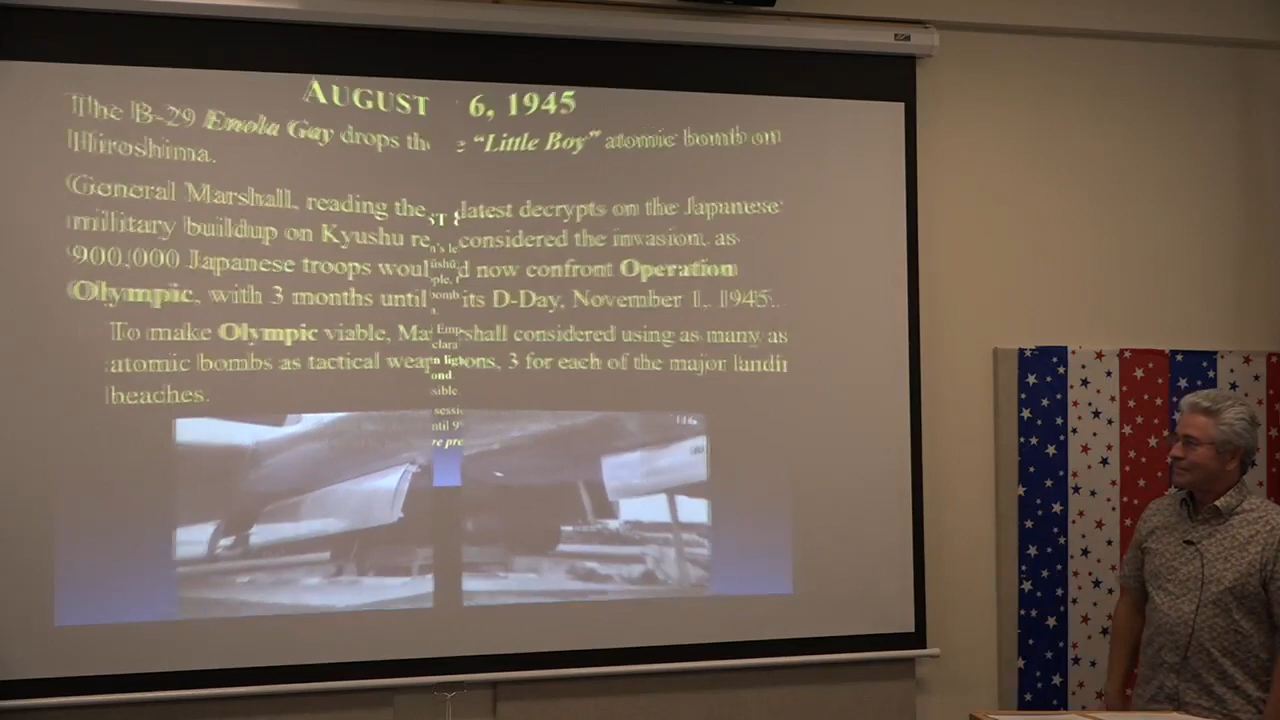 AUGUST 6, 1945
The B-29 Enola Gay drops the "Little Boy" atomic bomb on
Hiroshima.
General Marshall, reading the latest decrypts on the Japanese
military buildup on Kyushu reconsidered the invasion, as
900,000 Japanese troops would now confront Operation
Olympic, with 3 months until its D-Day, November 1, 1945.
To make Olympic viable, Marshall considered using as many as
atomic bombs as tactical weapons, 3 for each of the major
beaches.